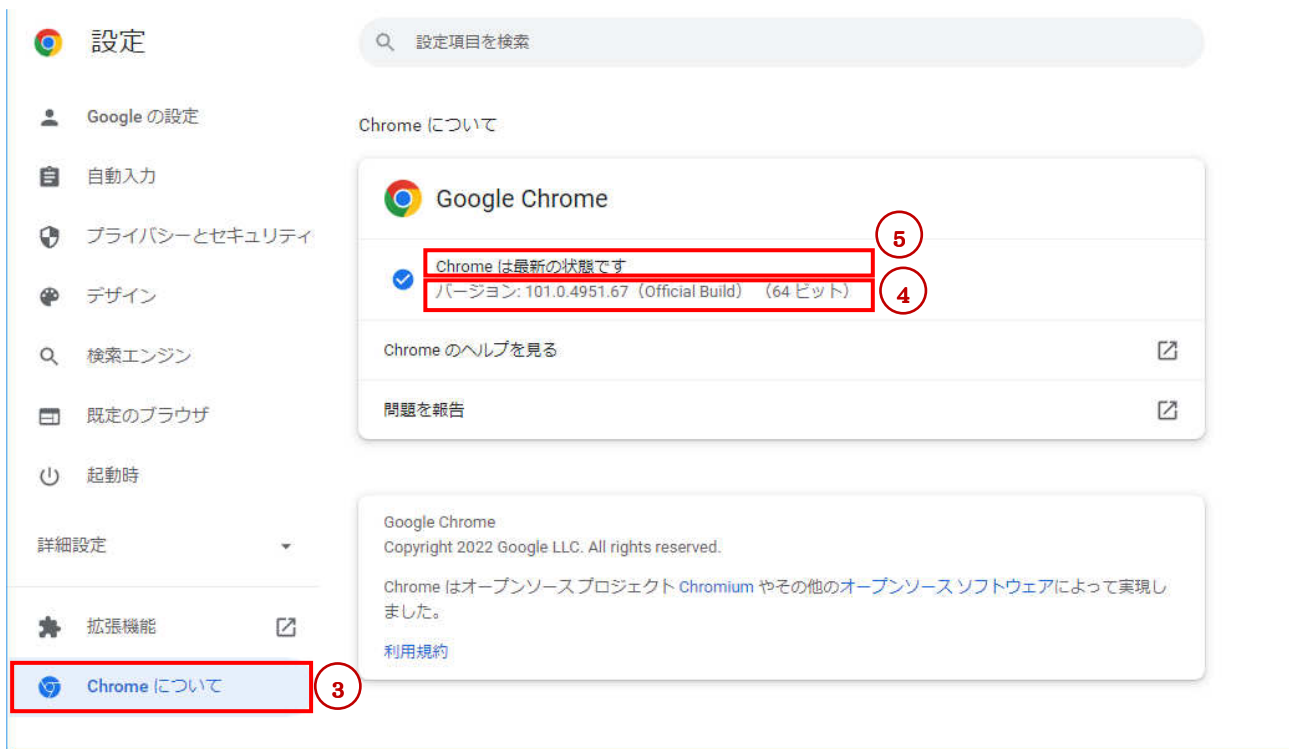 設定
設定項目を検索
Google の設定
自動入力
プライバシーとセキュリティ
デザイン
検索エンジン
既定のブラウザ
起動時
詳細設定
拡張機能
Chrome について
3
Chrome について
Google Chrome
5
Chrome は最新の状態です
バージョン: 101.0.4951.67（Official Build） （64 ビット）
4
Chrome のヘルプを見る
問題を報告
Google Chrome
Copyright 2022 Google LLC. All rights reserved.
Chrome はオープンソース プロジェクト Chromium やその他のオープンソース ソフトウェアによって実現し
ました。
利用規約